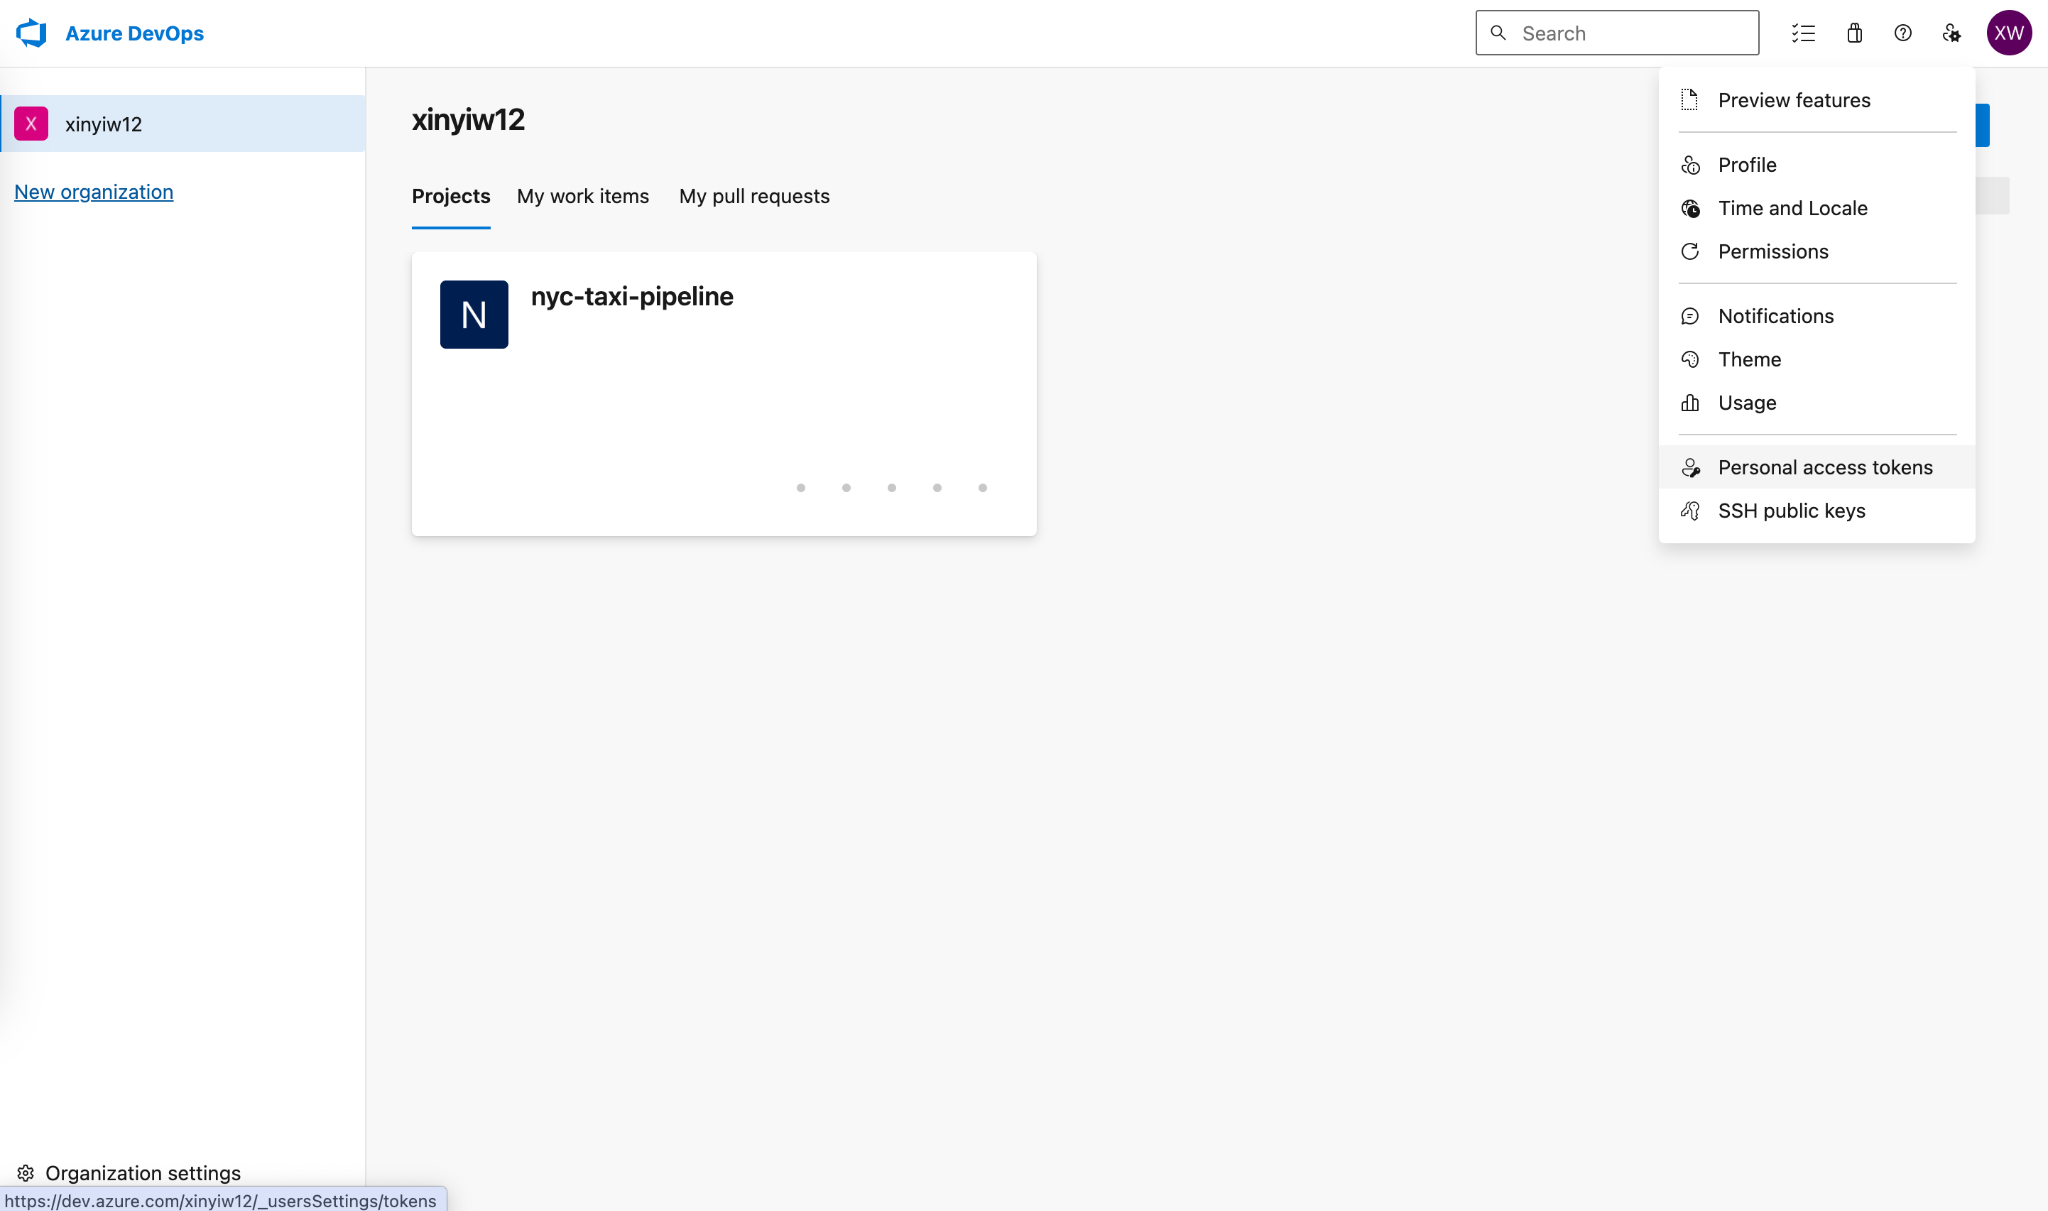 Azure DevOps
Search
XW
X
xinyiw12
New organization
xinyiw12
Projects
My work items
My pull requests
N
nyc-taxi-pipeline
Preview features
Profile
Time and Locale
Permissions
Notifications
Theme
Usage
Personal access tokens
SSH public keys
Organization settings
https://dev.azure.com/xinyiw12/_usersSettings/tokens